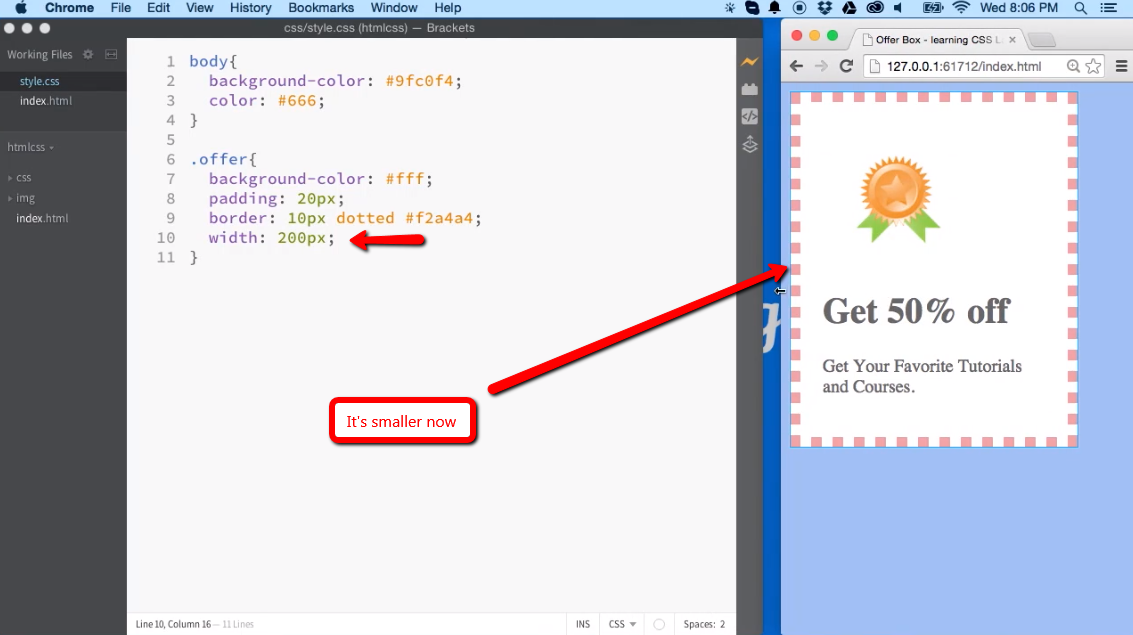 Chrome File Edit View History Bookmarks Window Help Wed 8:06 PM
css/style.css (htmlcss) — Brackets
Offer Box - learning CSS L
127.0.0.1:61712/index.html
Working Files
style.css
index.html
htmlcss
css
img
index.html
1 body{
2 background-color: #9fc0f4;
3 color: #666;
4 }
5
6 .offer{
7 background-color: #fff;
8 padding: 20px;
9 border: 10px dotted #f2a4a4;
10 width: 200px;
11 }
It's smaller now
Get 50% off
Get Your Favorite Tutorials
and Courses.
Line 10, Column 16 — 11 Lines
INS CSS Spaces: 2